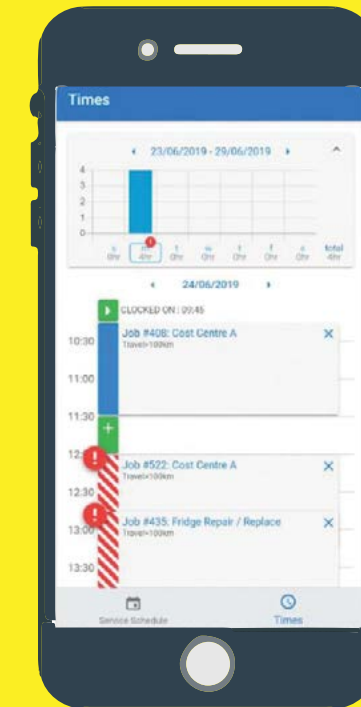 Times
23/06/2019 - 29/06/2019
4
3
2
1
0
s m t w t f s total
0hr 4hr 0hr 0hr 0hr 0hr 0hr 4hr
24/06/2019
CLOCKED ON : 09:45
10:30
Job #408: Cost Centre A
Travel>100km
11:00
11:30
12:
Job #522: Cost Centre A
Travel>100km
12:30
13:00
Job #435: Fridge Repair / Replace
Travel>100km
13:30
Service Schedule
Times